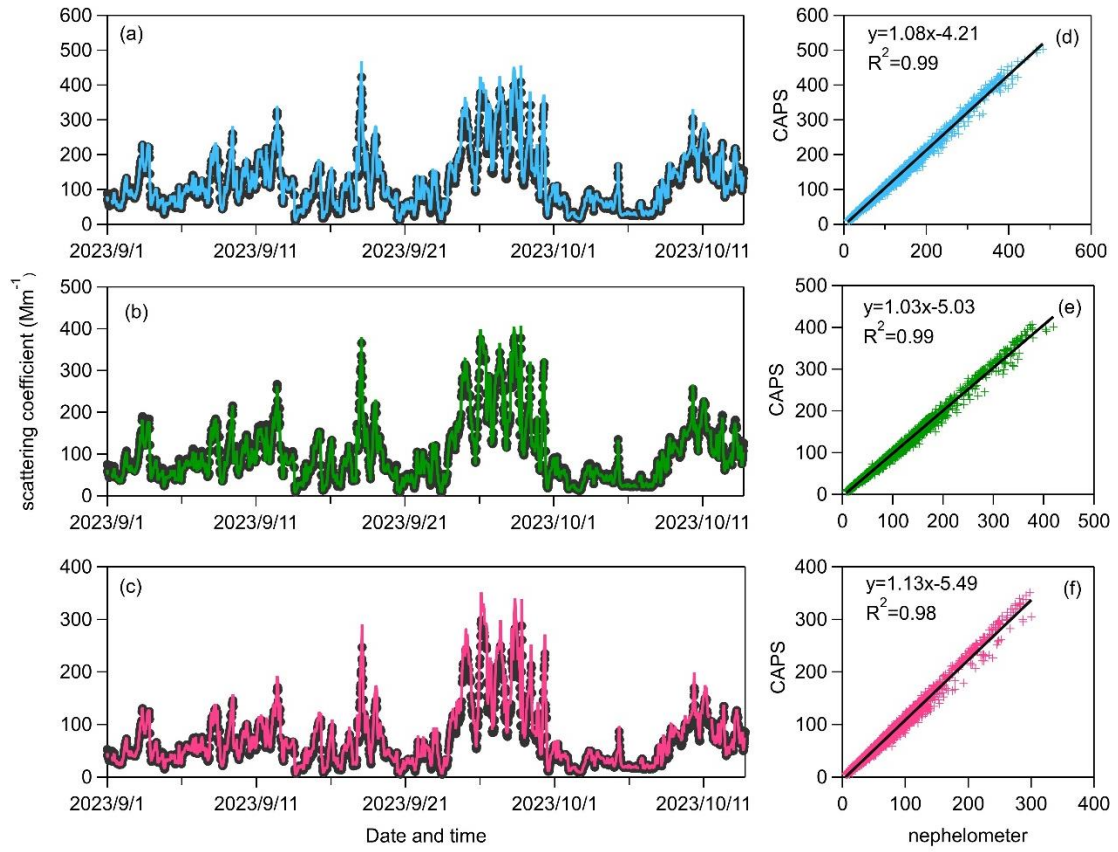 600
500
400
300
200
100
0
(a)
2023/9/1 2023/9/11 2023/9/21 2023/10/1 2023/10/11
CAPS
600
500
400
300
200
100
0
y=1.08x-4.21
R²=0.99
(d)
0 200 400 600
scattering coefficient (Mm⁻¹)
500
400
300
200
100
0
(b)
2023/9/1 2023/9/11 2023/9/21 2023/10/1 2023/10/11
CAPS
500
400
300
200
100
0
y=1.03x-5.03
R²=0.99
(e)
0 100 200 300 400 500
400
300
200
100
0
(c)
2023/9/1 2023/9/11 2023/9/21 2023/10/1 2023/10/11
Date and time
CAPS
400
300
200
100
0
y=1.13x-5.49
R²=0.98
(f)
0 100 200 300 400
nephelometer